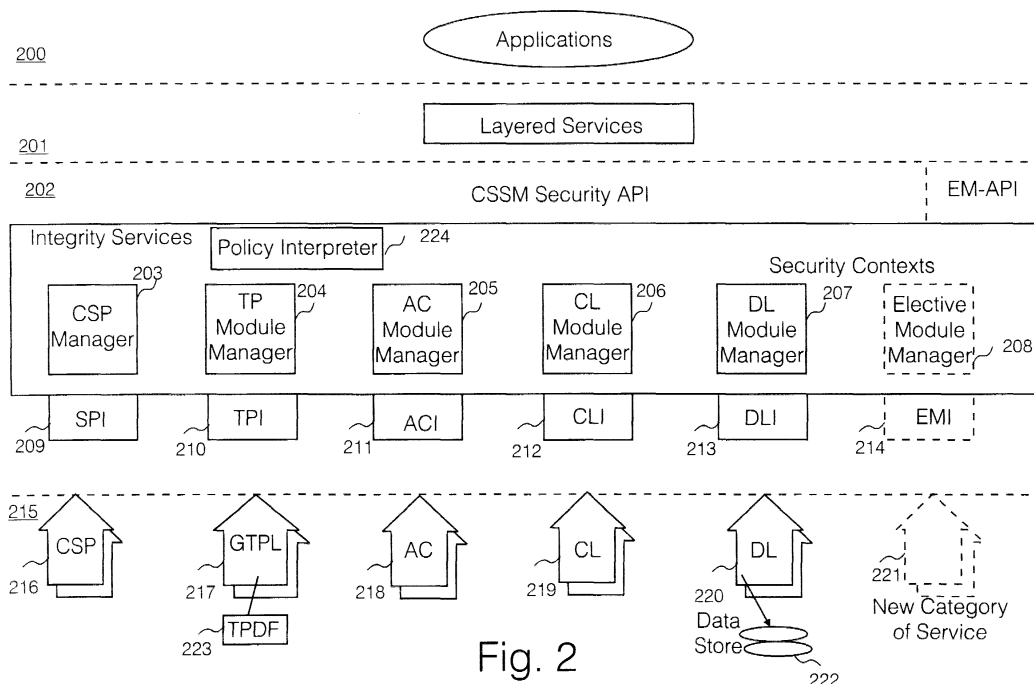 Applications
200
Layered Services
201
202
CSSM Security API
EM-API
Integrity Services
Policy Interpreter
224
Security Contexts
203
CSP
Manager
204
TP
Module
Manager
205
AC
Module
Manager
206
CL
Module
Manager
207
DL
Module
Manager
Elective
Module
Manager
208
SPI
209
TPI
210
ACI
211
CLI
212
DLI
213
EMI
214
215
CSP
216
GTPL
217
AC
218
CL
219
DL
220
221
New Category
of Service
TPDF
223
Data
Store
222
Fig. 2